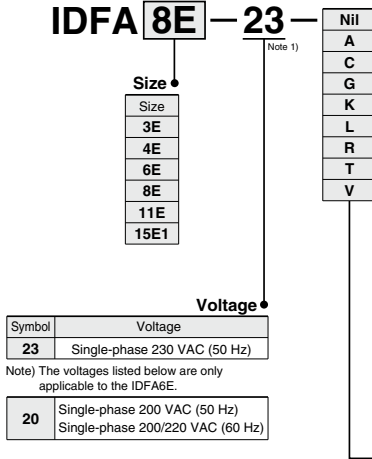 IDFA 8E — 23 —
Note 1)
Nil
A
C
G
K
L
R
T
V
Size
Size
3E
4E
6E
8E
11E
15E1
Voltage
Symbol Voltage
23 Single-phase 230 VAC (50 Hz)
Note) The voltages listed below are only
applicable to the IDFA6E.
20 Single-phase 200 VAC (50 Hz)
Single-phase 200/220 VAC (60 Hz)